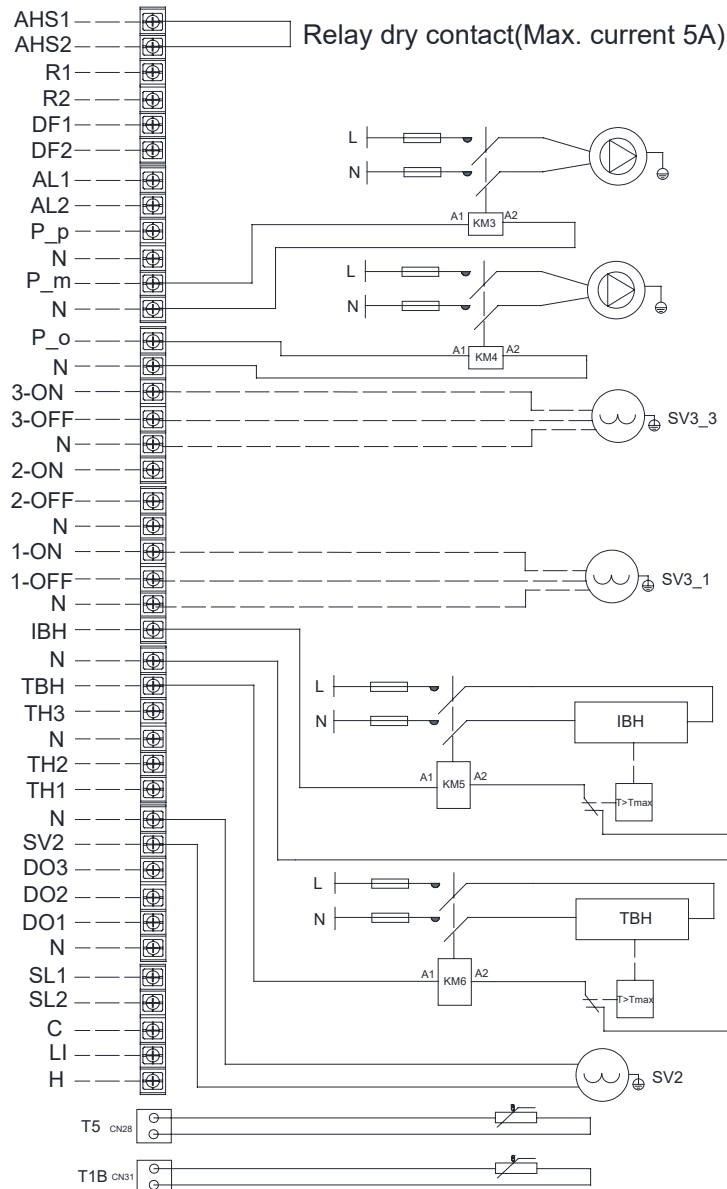 AHS1
AHS2
Relay dry contact(Max. current 5A)
R1
R2
DF1
DF2
L
AL1
N
AL2
A1 KM3 A2
P_p
N
P_m
L
N
N
P_o
A1 KM4 A2
N
3-ON
3-OFF
SV3_3
N
2-ON
2-OFF
N
1-ON
1-OFF
SV3_1
N
IBH
N
TBH
L
TH3
N
IBH
N
TH2
A1 KM5 A2
TH1
T>Tmax
N
SV2
DO3
L
DO2
DO1
N
TBH
N
SL1
A1 KM6 A2
SL2
T>Tmax
C
LI
H
SV2
T5 CN28
T1B CN31